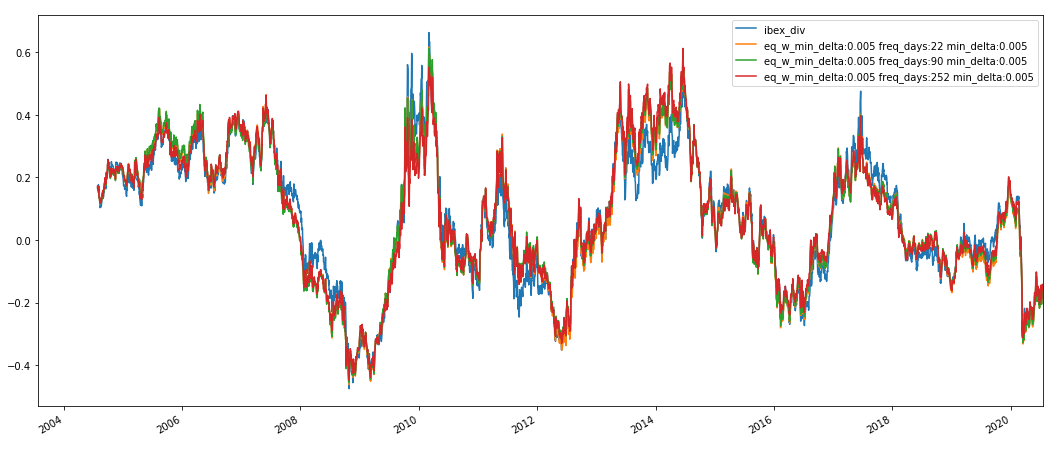 ibex_div
eq_w_min_delta:0.005 freq_days:22 min_delta:0.005
eq_w_min_delta:0.005 freq_days:90 min_delta:0.005
eq_w_min_delta:0.005 freq_days:252 min_delta:0.005
0.6
0.4
0.2
0.0
−0.2
−0.4
2004 2006 2008 2010 2012 2014 2016 2018 2020